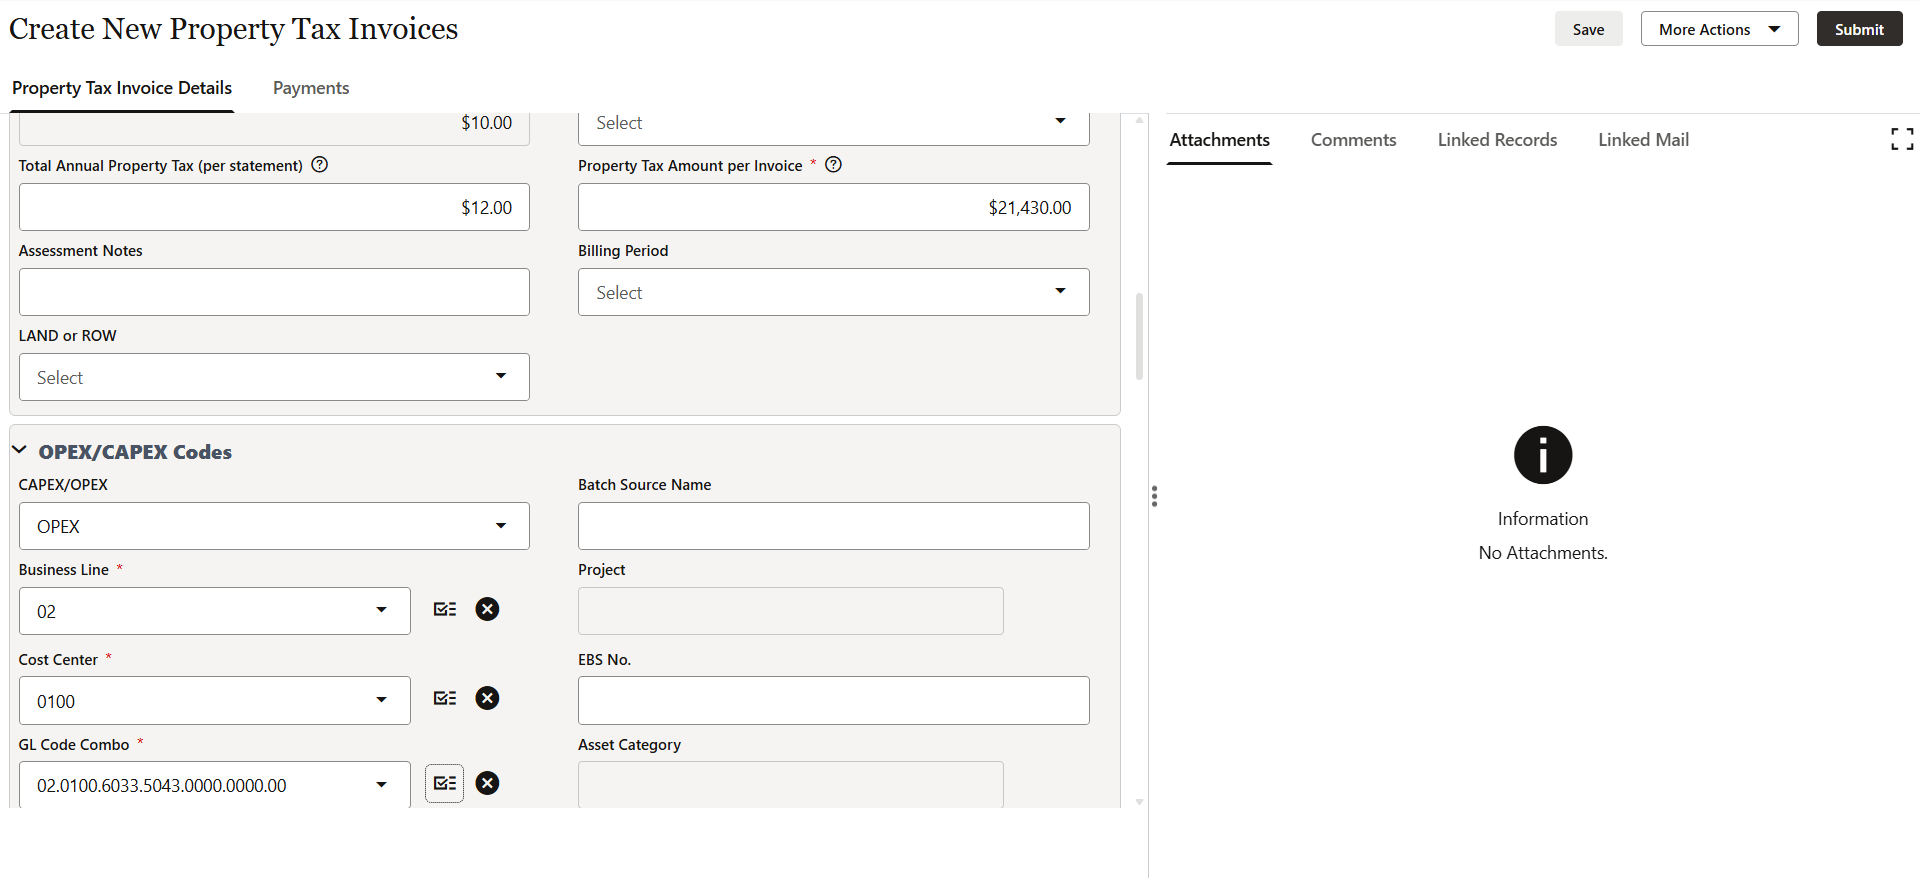 Create New Property Tax Invoices
Save
More Actions
Submit
Property Tax Invoice Details
Payments
$10.00
Select
Total Annual Property Tax (per statement)
Property Tax Amount per Invoice *
$12.00
$21,430.00
Assessment Notes
Billing Period
Select
LAND or ROW
Select
OPEX/CAPEX Codes
CAPEX/OPEX
Batch Source Name
OPEX
Business Line *
Project
02
Cost Center *
EBS No.
0100
GL Code Combo *
Asset Category
02.0100.6033.5043.0000.0000.00
Attachments
Comments
Linked Records
Linked Mail
Information
No Attachments.